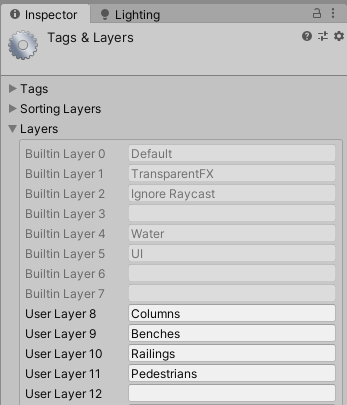 Inspector Lighting
Tags & Layers
Tags
Sorting Layers
Layers
Builtin Layer 0 Default
Builtin Layer 1 TransparentFX
Builtin Layer 2 Ignore Raycast
Builtin Layer 3
Builtin Layer 4 Water
Builtin Layer 5 UI
Builtin Layer 6
Builtin Layer 7
User Layer 8 Columns
User Layer 9 Benches
User Layer 10 Railings
User Layer 11 Pedestrians
User Layer 12